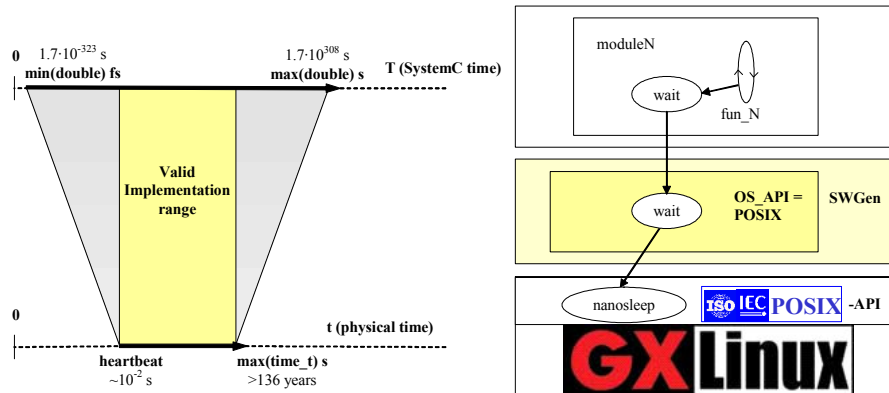 1.7·10⁻³²³ s
1.7·10³⁰⁸ s
0
min(double) fs
max(double) s
T (SystemC time)
Valid
Implementation
range
0
t (physical time)
heartbeat
~10⁻² s
max(time_t) s
>136 years
moduleN
wait
fun_N
wait
OS_API =
POSIX
SWGen
nanosleep
ISO IEC POSIX -API
GX Linux